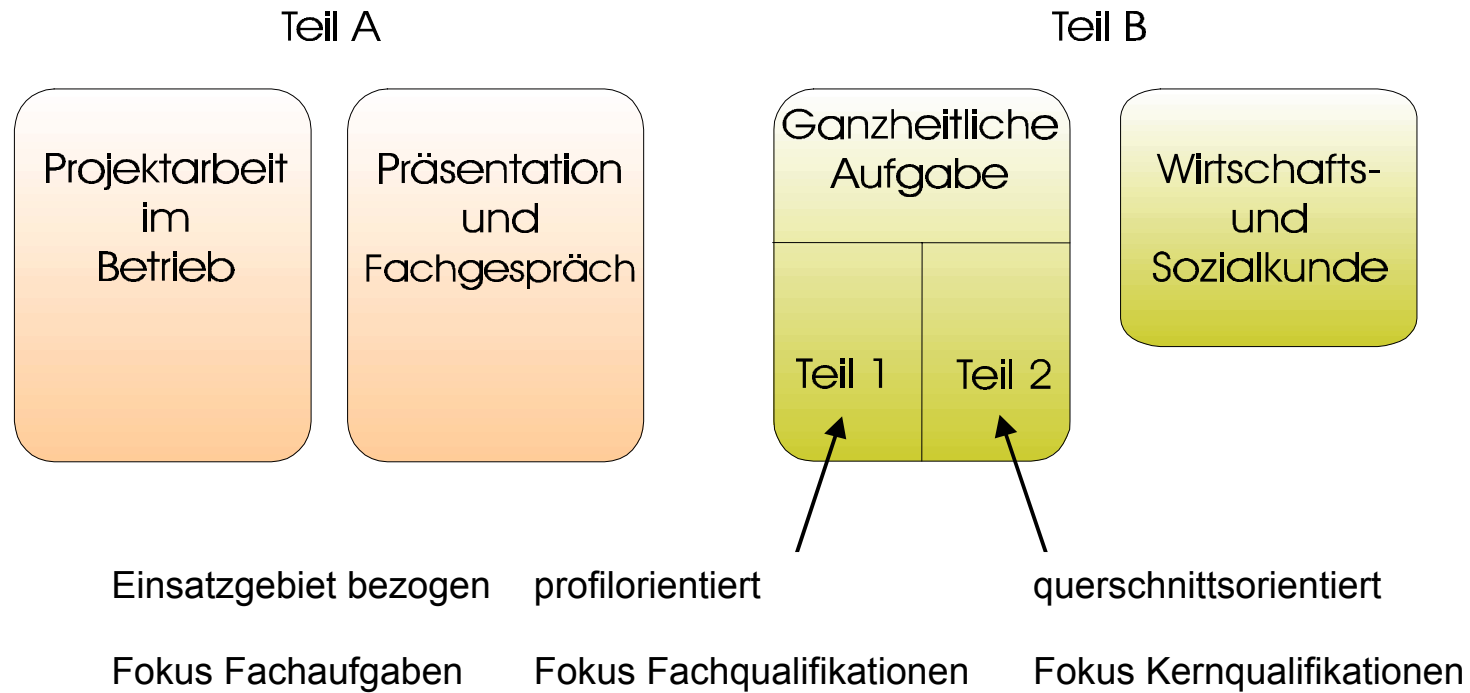 Teil A
Teil B
Projektarbeit
im
Betrieb
Präsentation
und
Fachgespräch
Ganzheitliche
Aufgabe
Teil 1
Teil 2
Wirtschafts-
und
Sozialkunde
Einsatzgebiet bezogen
profilorientiert
querschnittsorientiert
Fokus Fachaufgaben
Fokus Fachqualifikationen
Fokus Kernqualifikationen